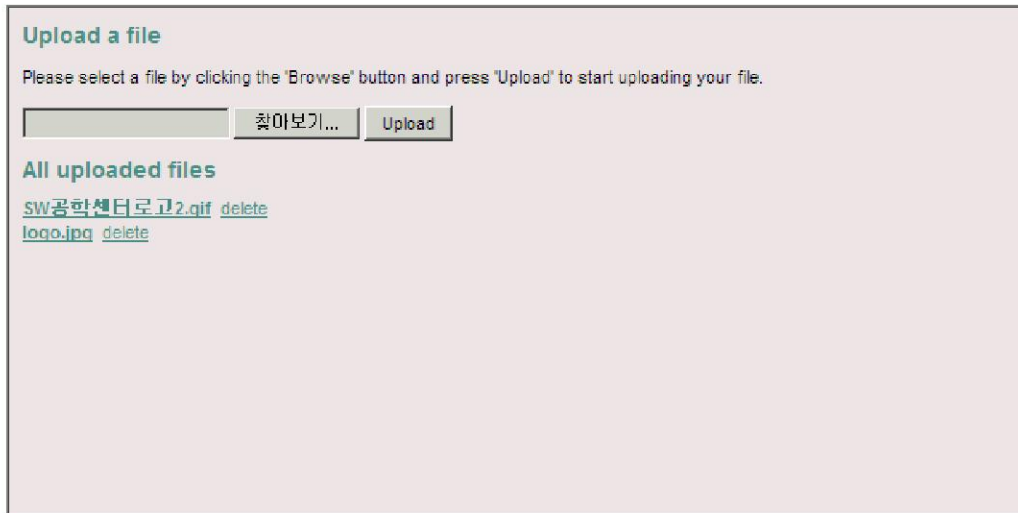 Upload a file
Please select a file by clicking the 'Browse' button and press 'Upload' to start uploading your file.
찾아보기... Upload
All uploaded files
SW공학센터로고2.gif delete
logo.jpg delete